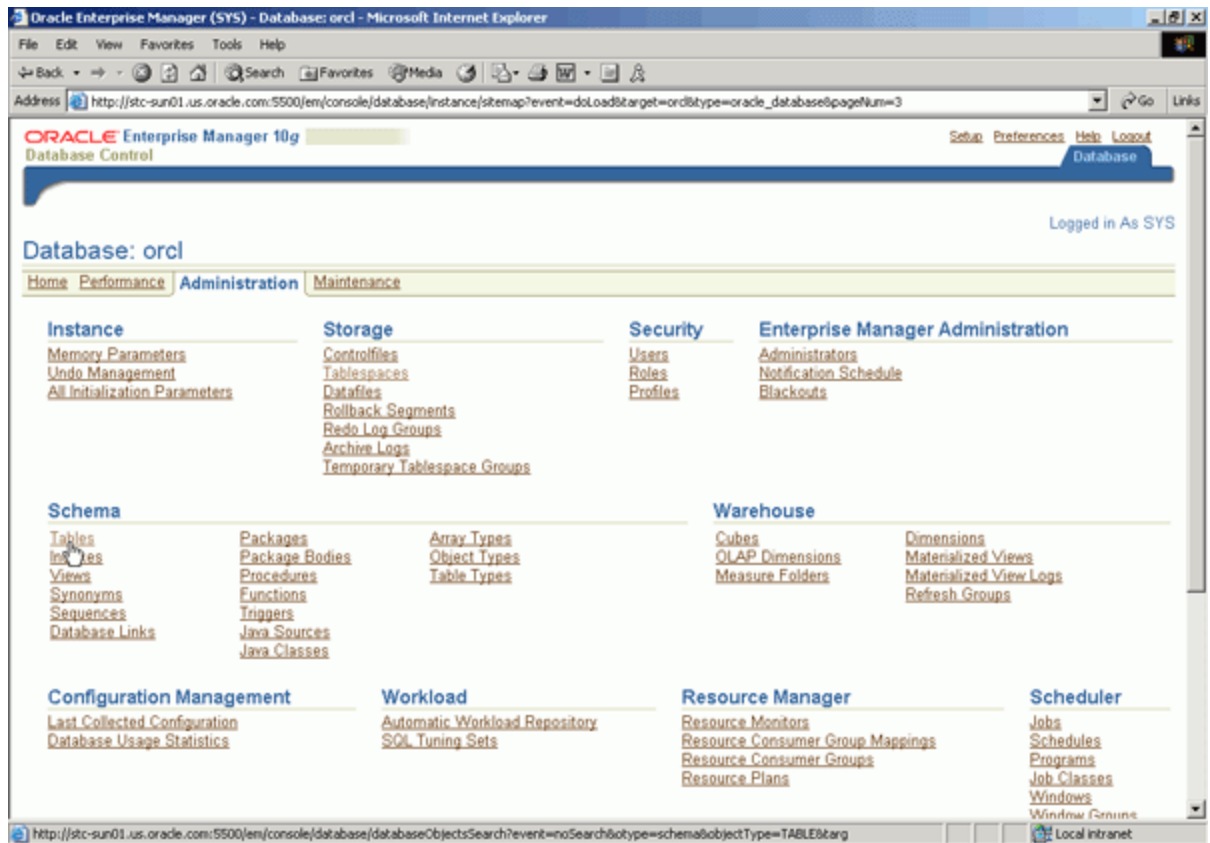 Oracle Enterprise Manager (SYS) - Database: orcl - Microsoft Internet Explorer
File Edit View Favorites Tools Help
Back Search Favorites Media
Address http://stc-sun01.us.oracle.com:5500/em/console/database/instance/sitemap?event=doLoad&target=orcl&type=oracle_database&pageNum=3 Go Links
ORACLE Enterprise Manager 10g
Database Control
Setup Preferences Help Logout
Database
Logged in As SYS
Database: orcl
Home Performance Administration Maintenance
Instance Storage Security Enterprise Manager Administration
Memory Parameters Controlfiles Users Administrators
Undo Management Tablespaces Roles Notification Schedule
All Initialization Parameters Datafiles Profiles Blackouts
Rollback Segments
Redo Log Groups
Archive Logs
Temporary Tablespace Groups
Schema Warehouse
Tables Packages Array Types Cubes Dimensions
Package Bodies Object Types OLAP Dimensions Materialized Views
Views Procedures Table Types Measure Folders Materialized View Logs
Synonyms Functions Refresh Groups
Sequences Triggers
Database Links Java Sources
Java Classes
Configuration Management Workload Resource Manager Scheduler
Last Collected Configuration Automatic Workload Repository Resource Monitors Jobs
Database Usage Statistics SQL Tuning Sets Resource Consumer Group Mappings Schedules
Resource Consumer Groups Programs
Resource Plans Job Classes
Windows
Window Groups
http://stc-sun01.us.oracle.com:5500/em/console/database/databaseObjectsSearch?event=noSearch&otype=schema&objectType=TABLE&targ Local intranet